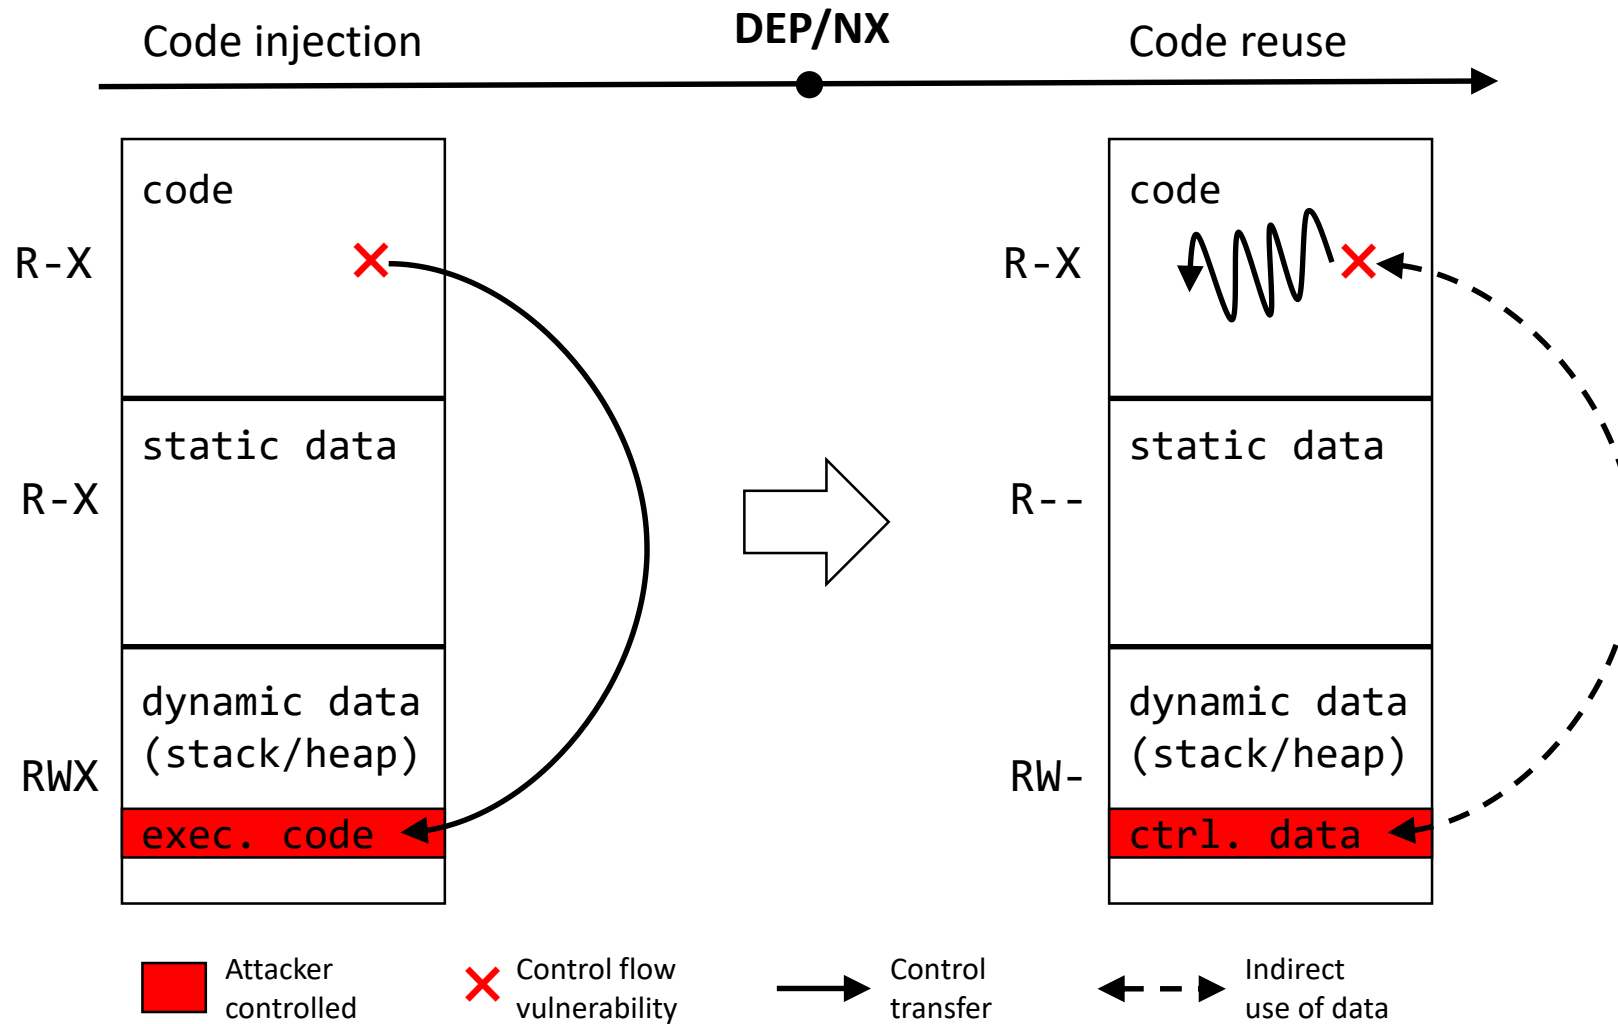 Code injection
DEP/NX
Code reuse
code
R-X
static data
R-X
dynamic data
(stack/heap)
RWX
exec. code
code
R-X
static data
R--
dynamic data
(stack/heap)
RW-
ctrl. data
Attacker
controlled
Control flow
vulnerability
Control
transfer
Indirect
use of data